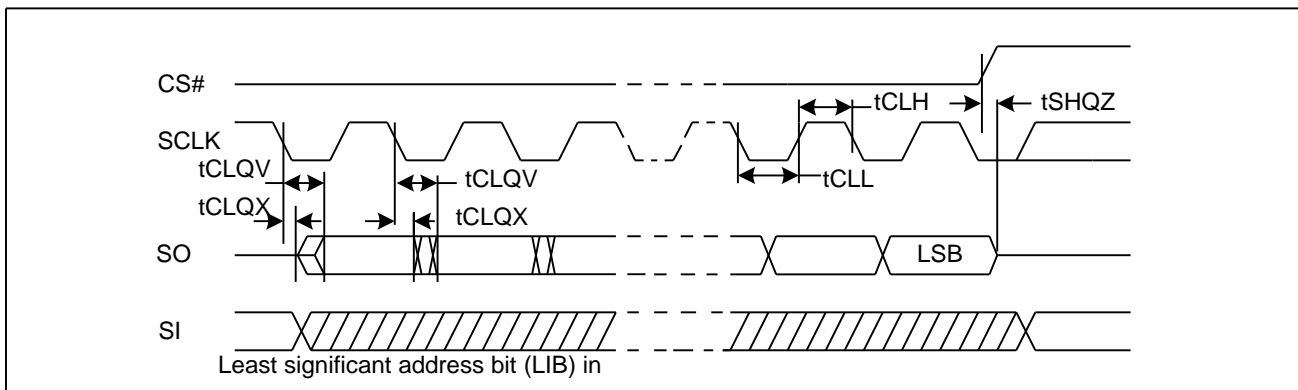 CS#
tCLH
tSHQZ
SCLK
tCLQV
tCLQV
tCLL
tCLQX
tCLQX
SO
LSB
SI
Least significant address bit (LIB) in